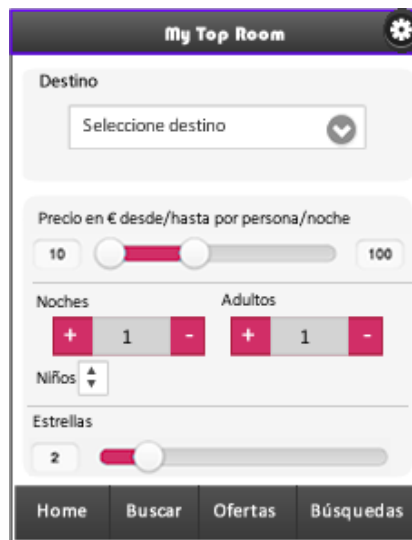 My Top Room
Destino
Seleccione destino
Precio en € desde/hasta por persona/noche
10 100
Noches Adultos
+ 1 - + 1 -
Niños
Estrellas
2
Home Buscar Ofertas Búsquedas